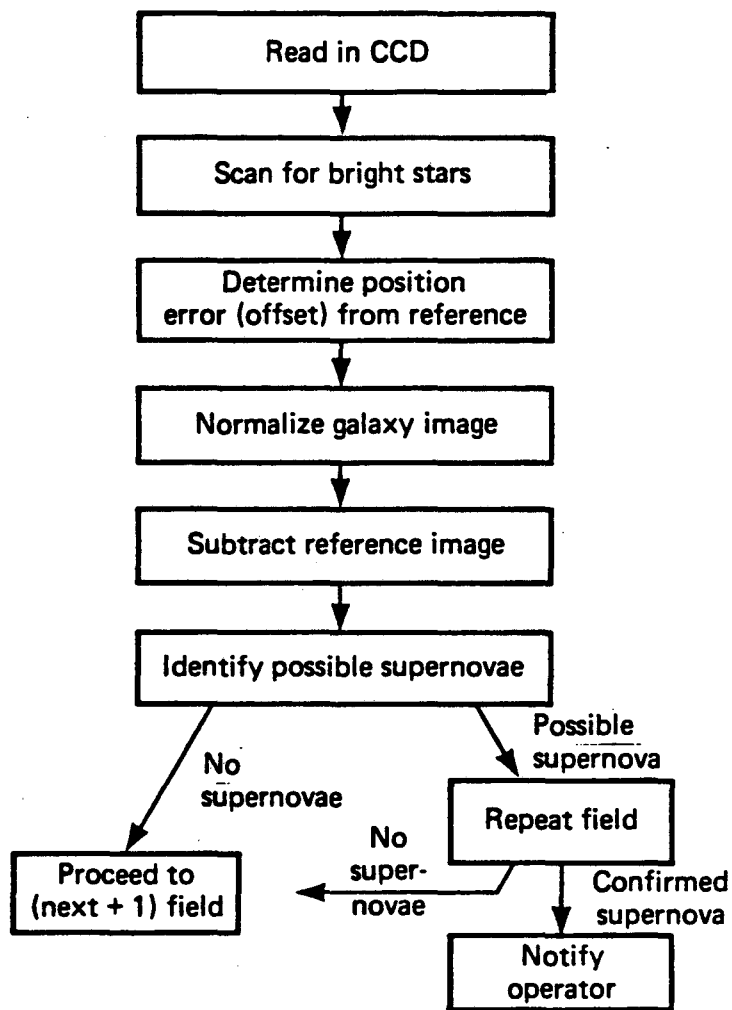 Read in CCD
Scan for bright stars
Determine position
error (offset) from reference
Normalize galaxy image
Subtract reference image
Identify possible supernovae
No
supernovae
Possible
supernova
Repeat field
No
super-
novae
Proceed to
(next + 1) field
Confirmed
supernova
Notify
operator